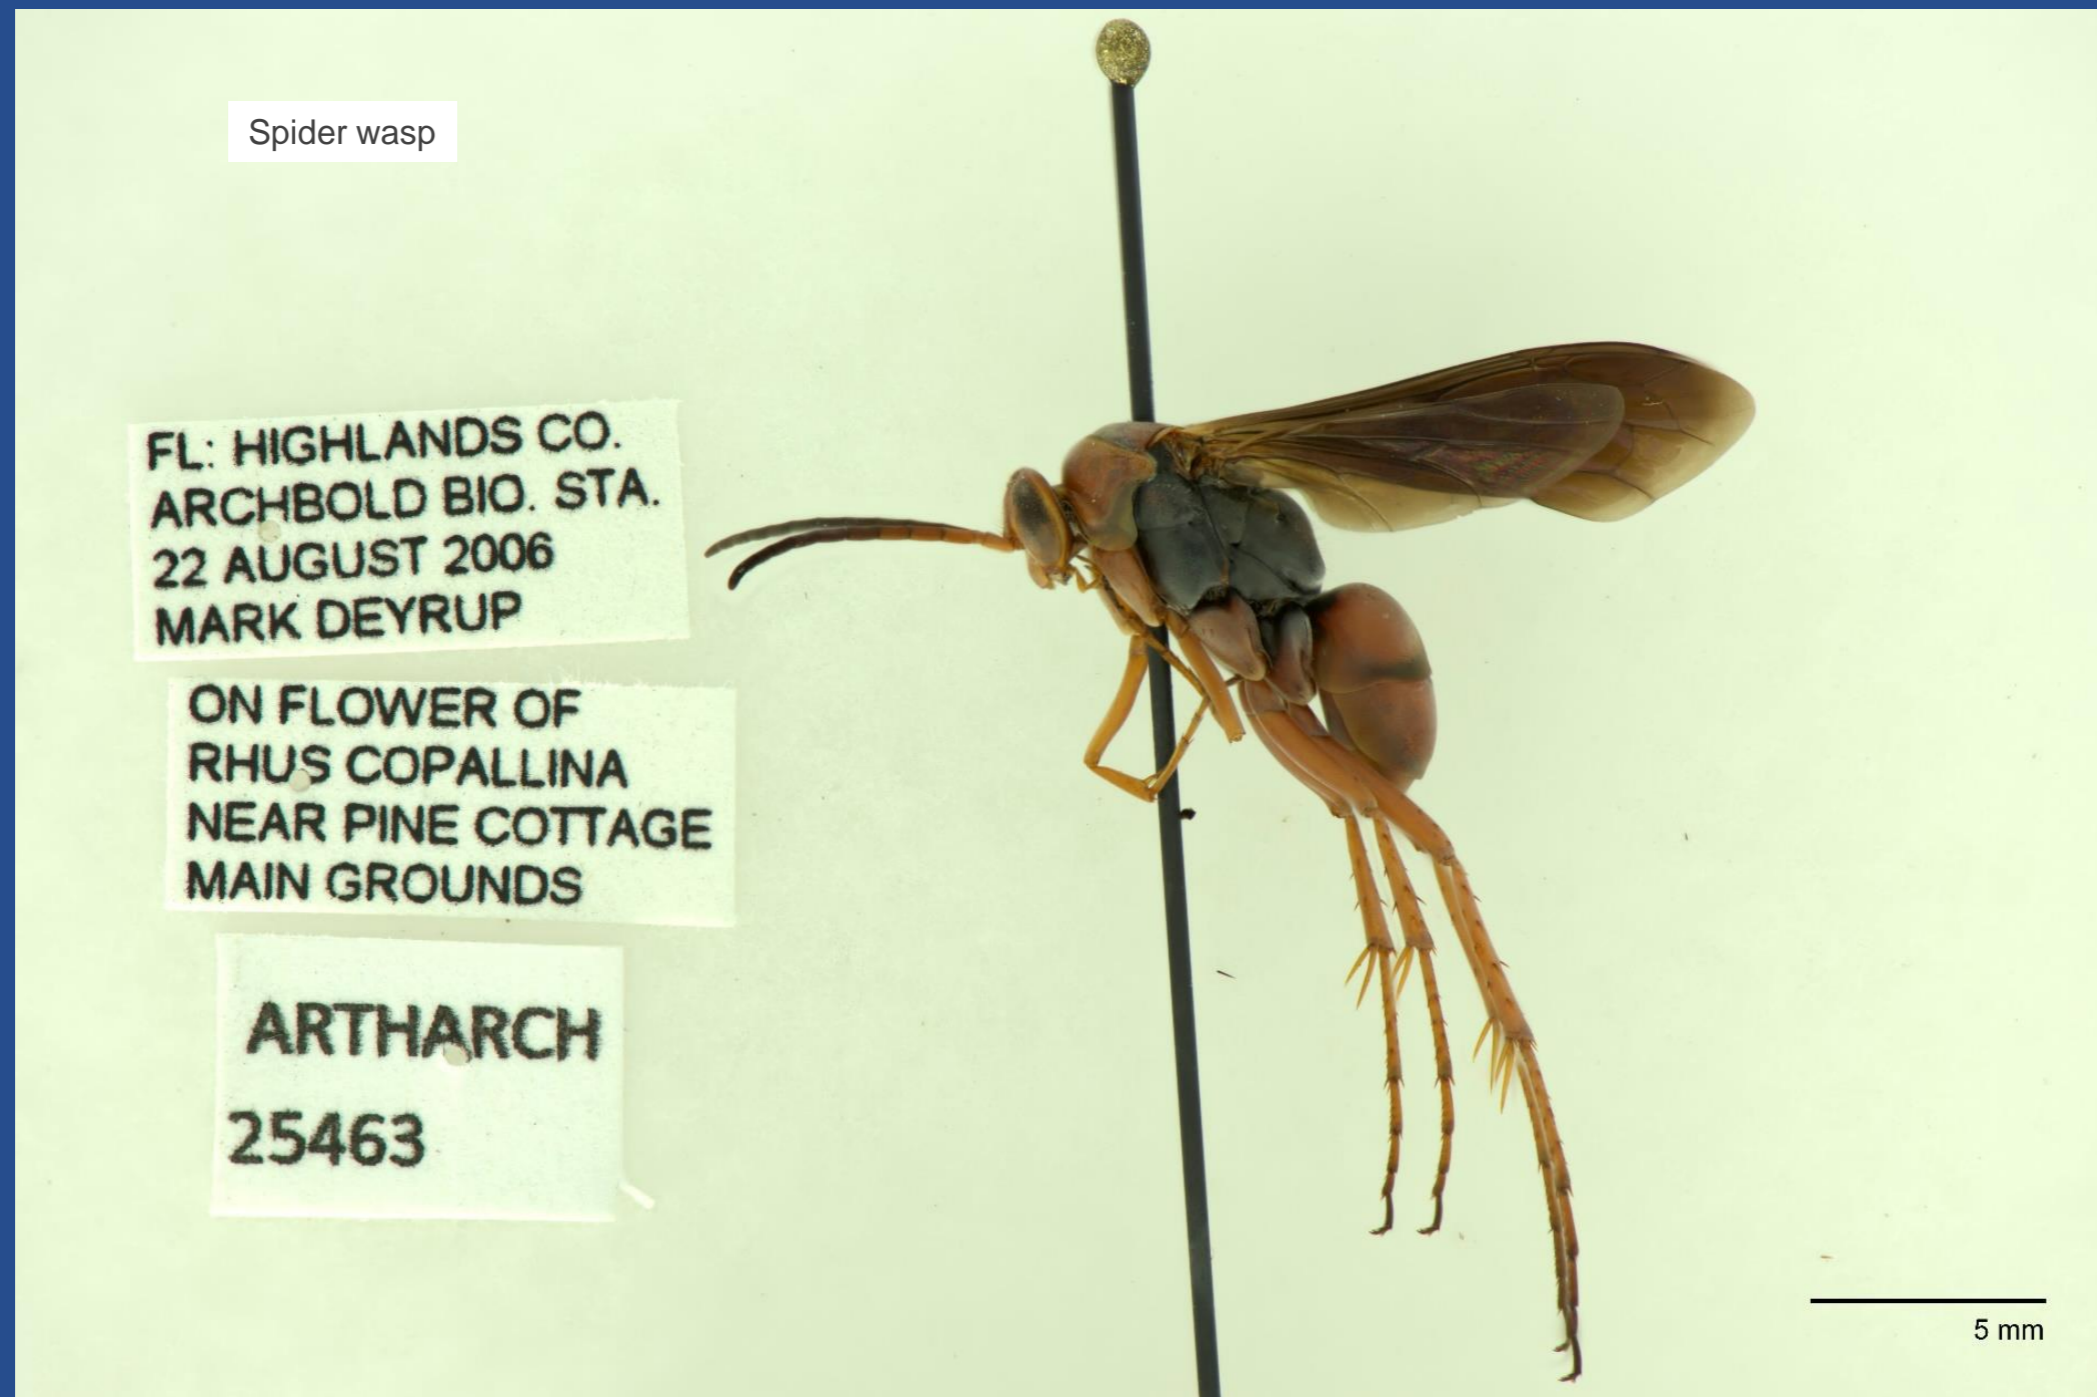 Spider wasp
FL: HIGHLANDS CO.
ARCHBOLD BIO. STA.
22 AUGUST 2006
MARK DEYRUP
ON FLOWER OF
RHUS COPALLINA
NEAR PINE COTTAGE
MAIN GROUNDS
ARTHARCH
25463
5 mm